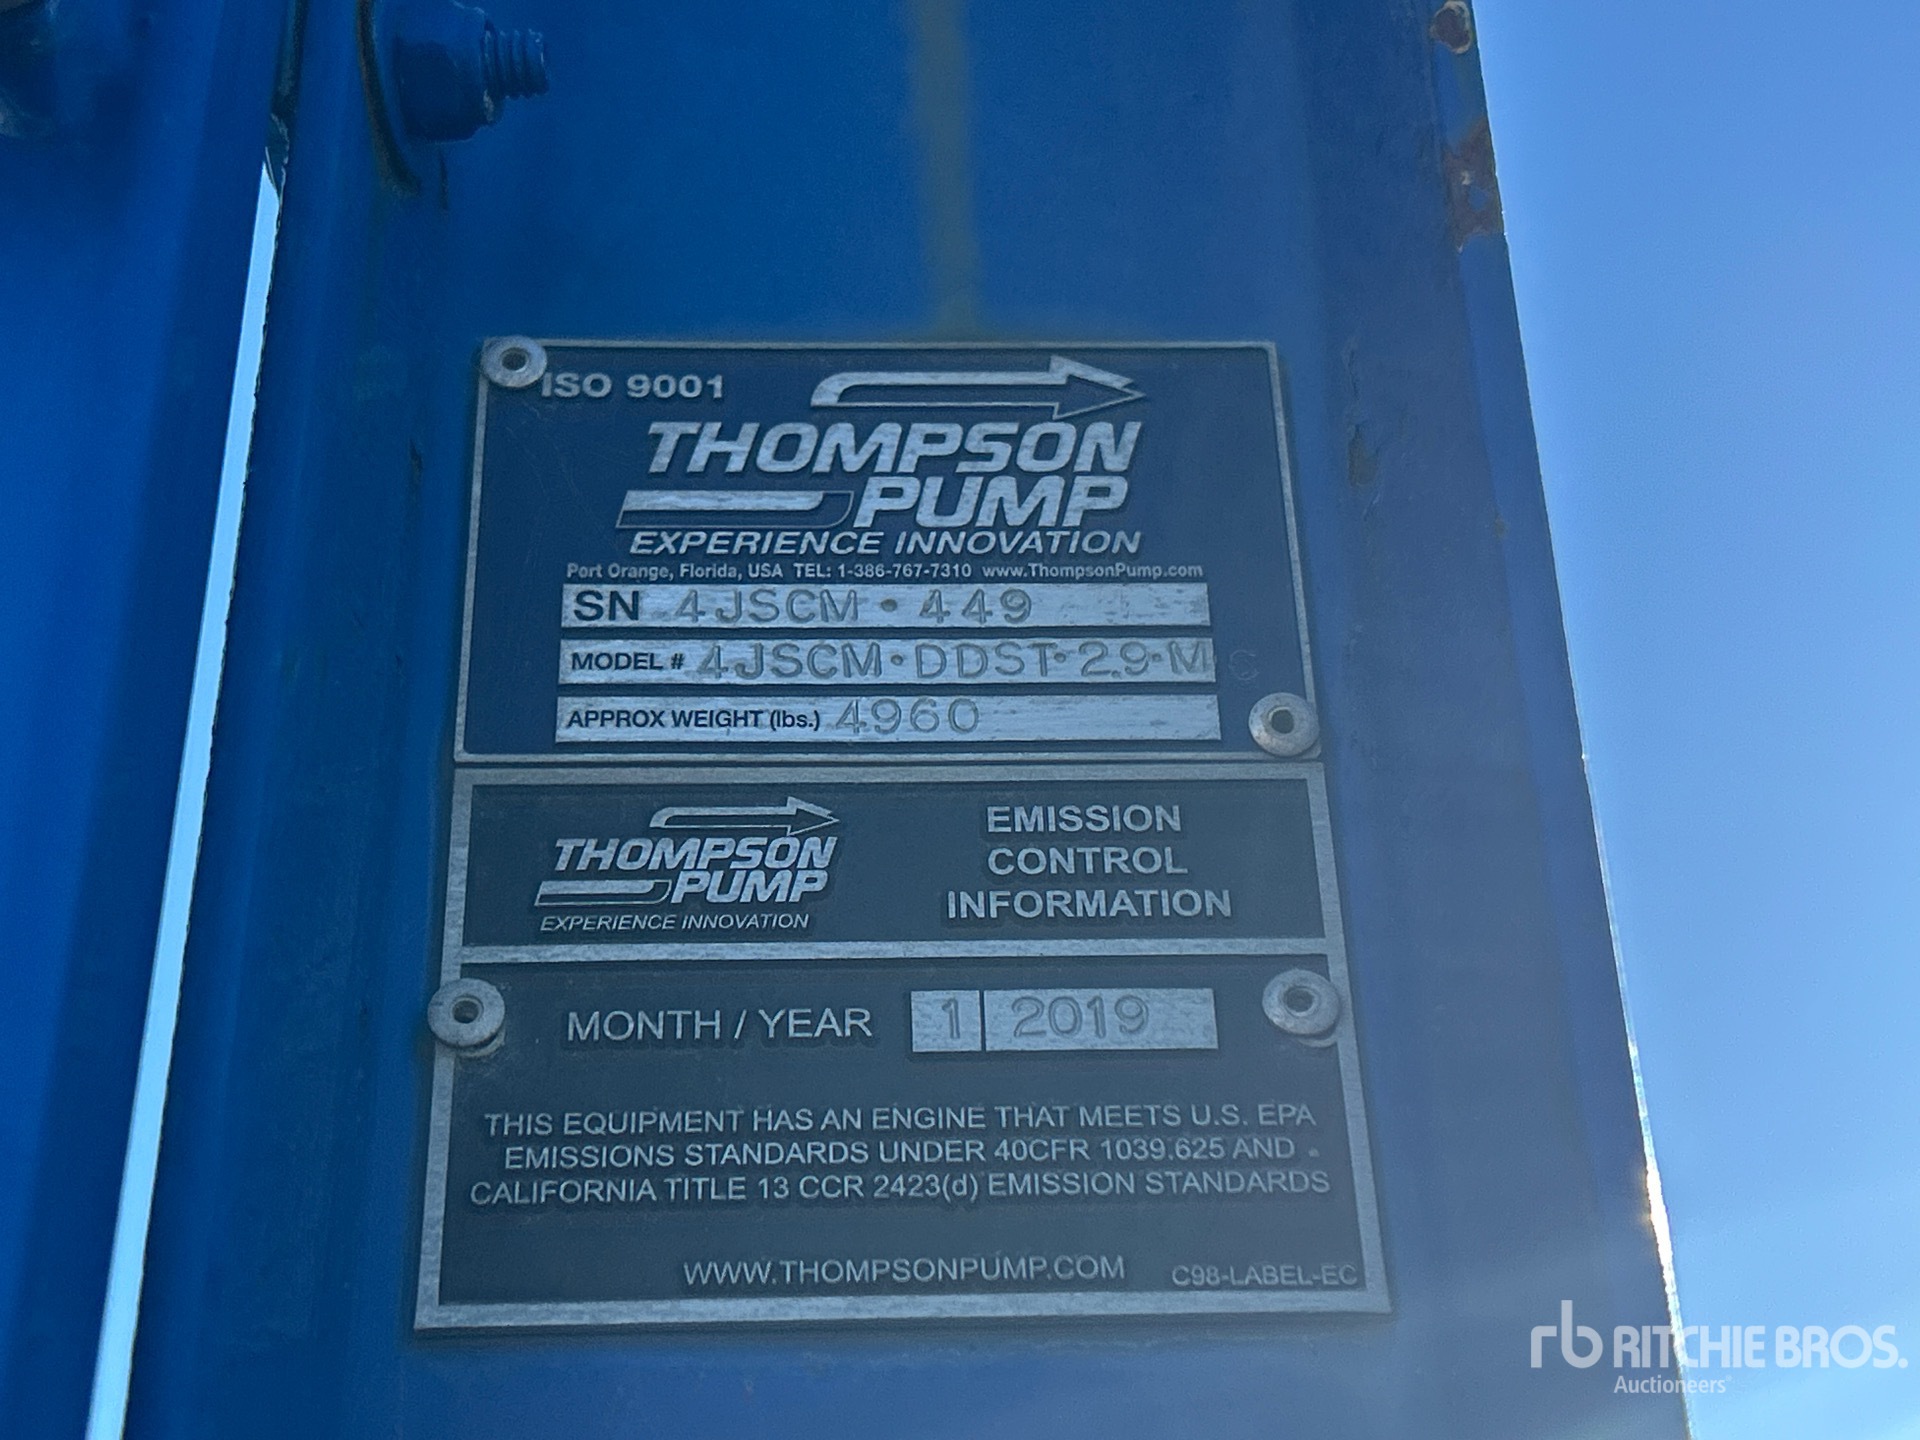 ISO 9001
THOMPSON
PUMP
EXPERIENCE INNOVATION
Port Orange, Florida, USA TEL: 1-386-767-7310 www.ThompsonPump.com
SN 4JSCM•449
MODEL # 4JSCM•DDST•2.9•MC
APPROX WEIGHT (lbs.) 4960
THOMPSON
PUMP
EXPERIENCE INNOVATION
EMISSION
CONTROL
INFORMATION
MONTH / YEAR 1 2019
THIS EQUIPMENT HAS AN ENGINE THAT MEETS U.S. EPA
EMISSIONS STANDARDS UNDER 40CFR 1039.625 AND
CALIFORNIA TITLE 13 CCR 2423(d) EMISSION STANDARDS
WWW.THOMPSONPUMP.COM C98-LABEL-EC
rb RITCHIE BROS.
Auctioneers